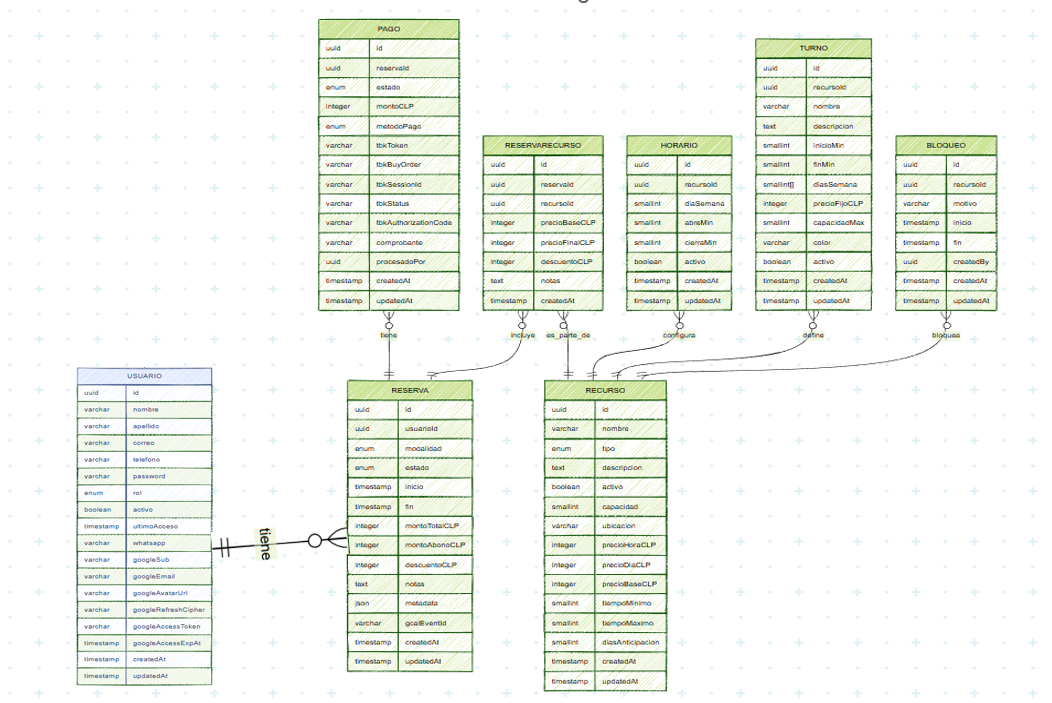 PAGO
uuid id
uuid reservaId
enum estado
integer montoCLP
enum metodoPago
varchar tbkToken
varchar tbkBuyOrder
varchar tbkSessionId
varchar tbkStatus
varchar tbkAuthorizationCode
varchar comprobante
uuid procesadoPor
timestamp createdAt
timestamp updatedAt
RESERVARECURSO
uuid id
uuid reservaId
uuid recursoId
integer precioBaseCLP
integer precioFinalCLP
integer descuentoCLP
text notas
timestamp createdAt
HORARIO
uuid id
uuid recursoId
smallint diaSemana
smallint abreMin
smallint cierraMin
boolean activo
timestamp createdAt
timestamp updatedAt
TURNO
uuid id
uuid recursoId
varchar nombre
text descripcion
smallint inicioMin
smallint finMin
smallint[] diasSemana
integer precioFijoCLP
smallint capacidadMax
varchar color
boolean activo
timestamp createdAt
timestamp updatedAt
BLOQUEO
uuid id
uuid recursoId
varchar motivo
timestamp inicio
timestamp fin
uuid createdBy
timestamp createdAt
timestamp updatedAt
tiene
incluye
es_parte_de
configura
define
bloquea
USUARIO
uuid id
varchar nombre
varchar apellido
varchar correo
varchar telefono
varchar password
enum rol
boolean activo
timestamp ultimoAcceso
varchar whatsapp
varchar googleSub
varchar googleEmail
varchar googleAvatarUrl
varchar googleRefreshCipher
varchar googleAccessToken
timestamp googleAccessExpAt
timestamp createdAt
timestamp updatedAt
tiene
RESERVA
uuid id
uuid usuarioId
enum modalidad
enum estado
timestamp inicio
timestamp fin
integer montoTotalCLP
integer montoAbonoCLP
integer descuentoCLP
text notas
json metadata
varchar gcalEventId
timestamp createdAt
timestamp updatedAt
RECURSO
uuid id
varchar nombre
enum tipo
text descripcion
boolean activo
smallint capacidad
varchar ubicacion
integer precioHoraCLP
integer precioDiaCLP
integer precioBaseCLP
smallint tiempoMinimo
smallint tiempoMaximo
smallint diasAnticipacion
timestamp createdAt
timestamp updatedAt